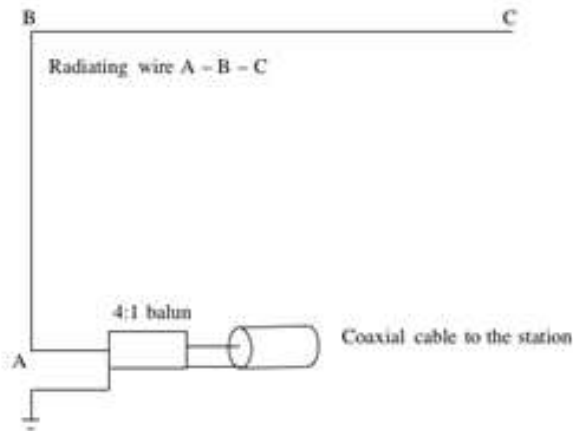 B C
Radiating wire A – B – C
4:1 balun
Coaxial cable to the station
A